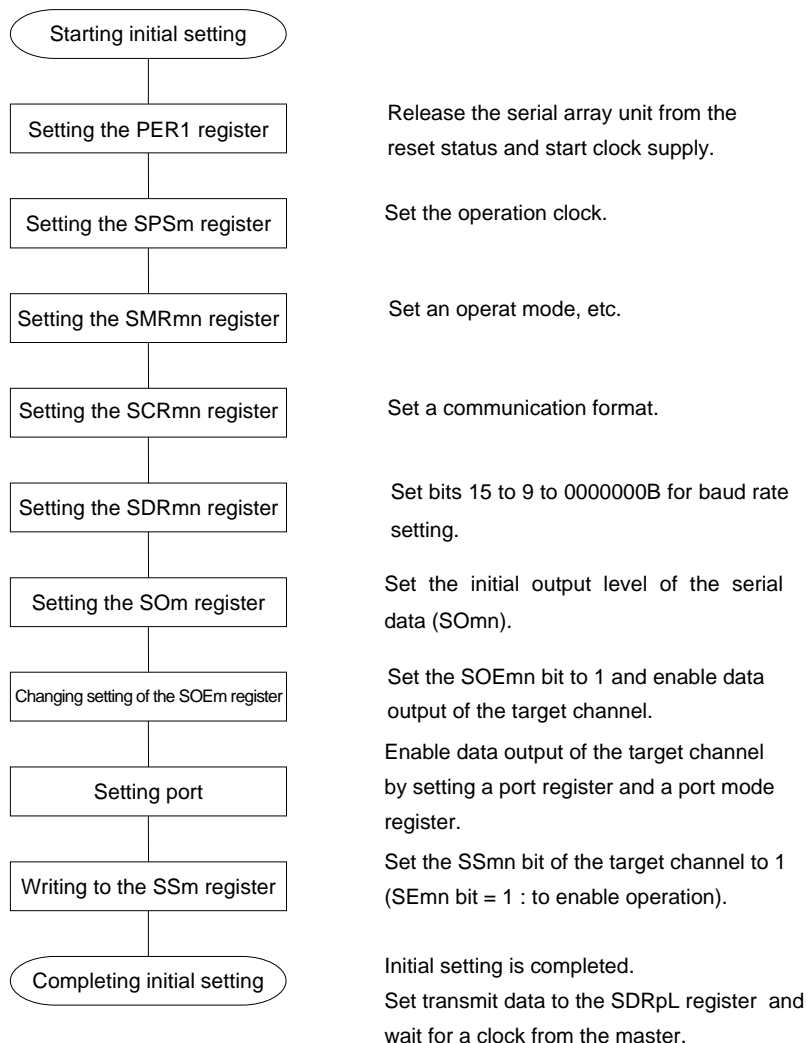 Starting initial setting
Setting the PER1 register
Release the serial array unit from the
reset status and start clock supply.
Setting the SPSm register
Set the operation clock.
Setting the SMRmn register
Set an operat mode, etc.
Setting the SCRmn register
Set a communication format.
Setting the SDRmn register
Set bits 15 to 9 to 0000000B for baud rate
setting.
Setting the SOm register
Set the initial output level of the serial
data (SOmn).
Changing setting of the SOEm register
Set the SOEmn bit to 1 and enable data
output of the target channel.
Setting port
Enable data output of the target channel
by setting a port register and a port mode
register.
Writing to the SSm register
Set the SSmn bit of the target channel to 1
(SEmn bit = 1 : to enable operation).
Completing initial setting
Initial setting is completed.
Set transmit data to the SDRpL register and
wait for a clock from the master.